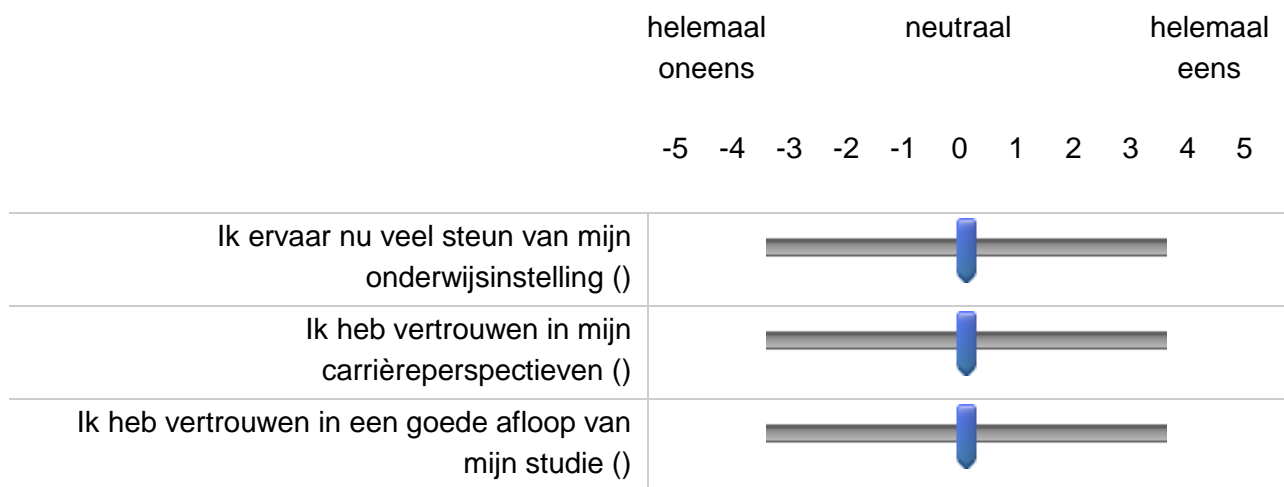 helemaal neutraal helemaal
oneens eens
-5 -4 -3 -2 -1 0 1 2 3 4 5
Ik ervaar nu veel steun van mijn
onderwijsinstelling ()
Ik heb vertrouwen in mijn
carrièreperspectieven ()
Ik heb vertrouwen in een goede afloop van
mijn studie ()